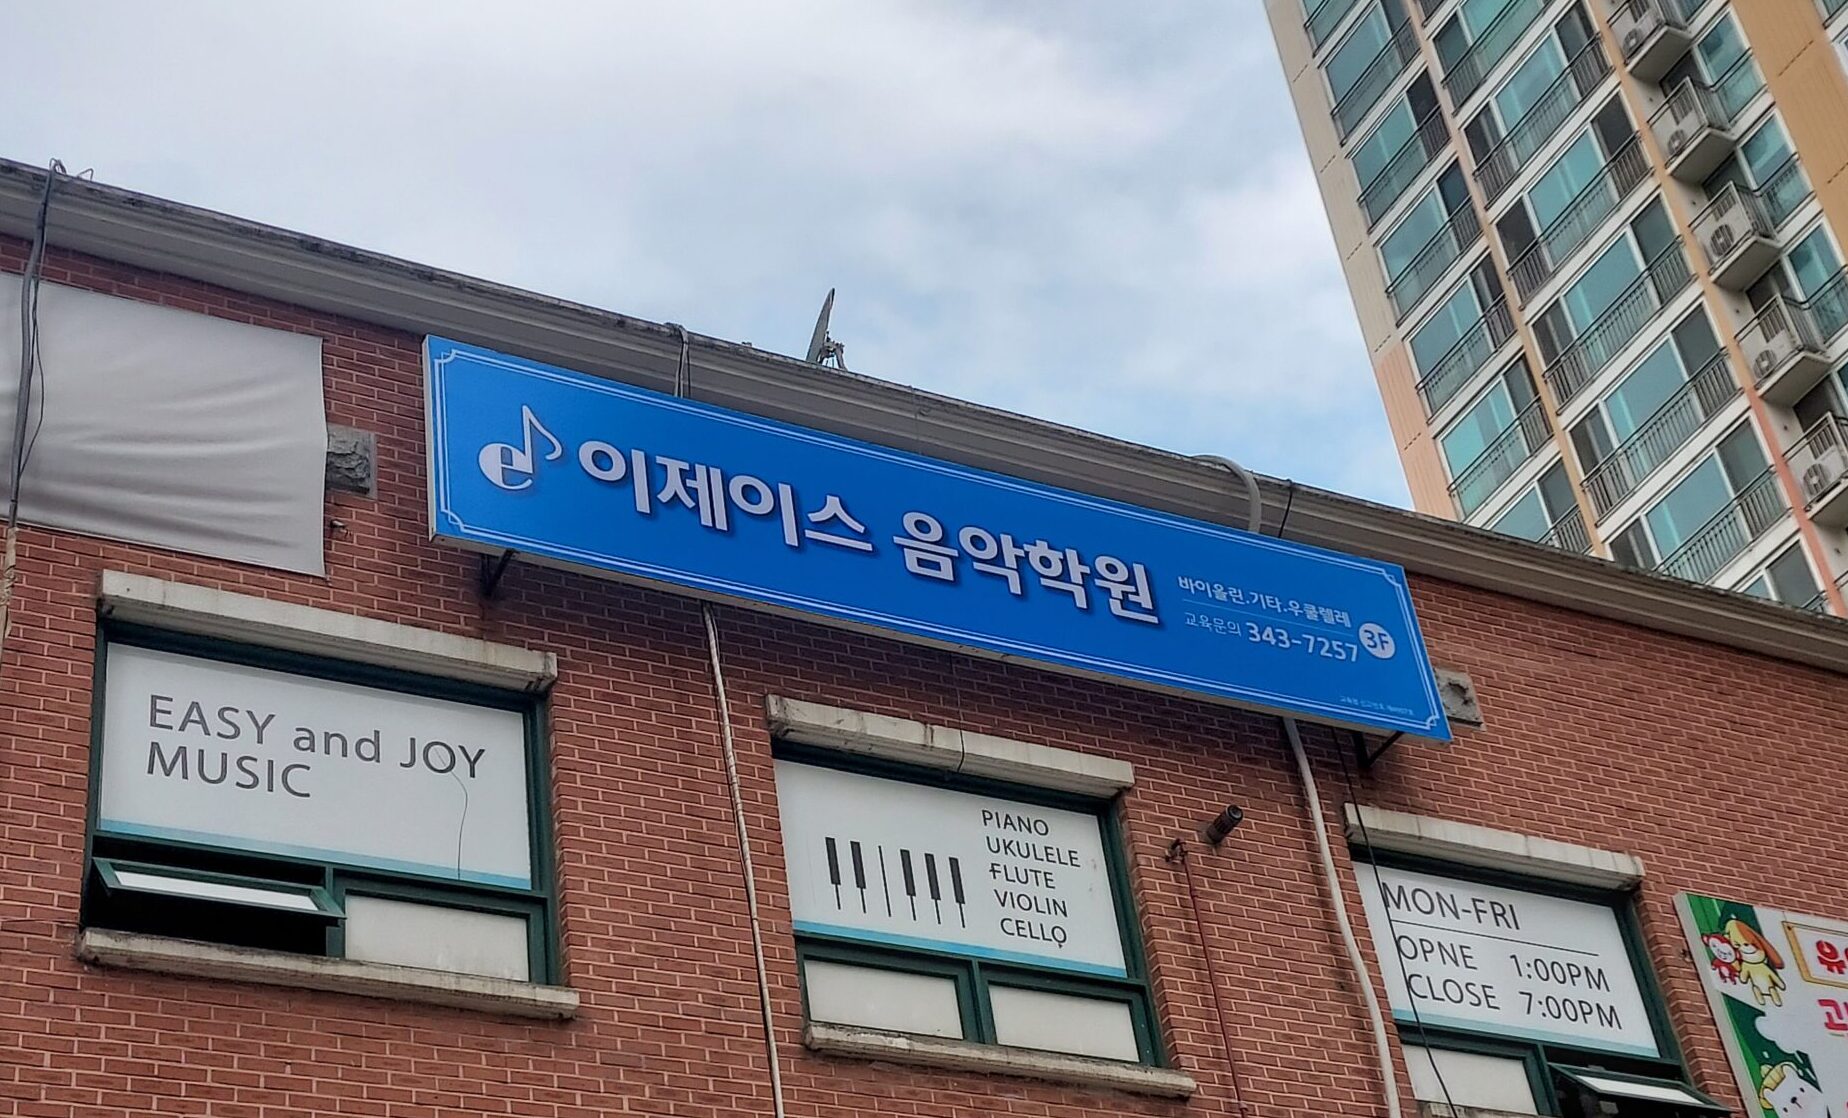 이제이스 음악학원
바이올린.기타.우쿨렐레
교육문의 343-7257
3F
EASY and JOY
MUSIC
PIANO
UKULELE
FLUTE
VIOLIN
CELLO
MON-FRI
OPNE 1:00PM
CLOSE 7:00PM